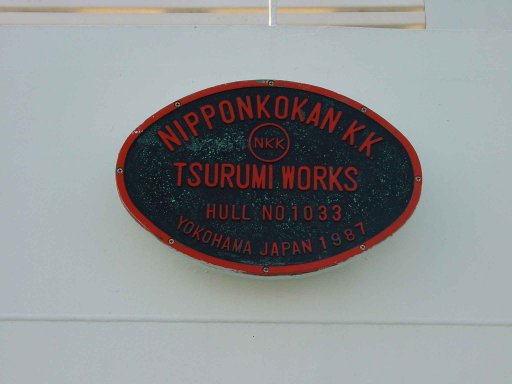 NIPPONKOKAN K.K.
NKK
TSURUMI WORKS
HULL NO.1033
YOKOHAMA JAPAN 1987